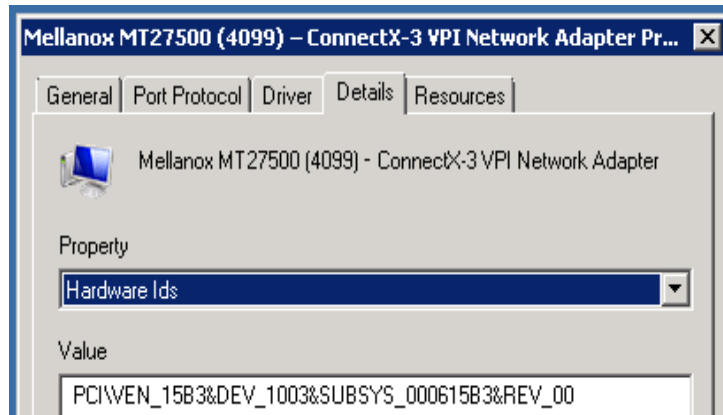 Mellanox MT27500 (4099) – ConnectX-3 VPI Network Adapter Pr...
General Port Protocol Driver Details Resources
Mellanox MT27500 (4099) - ConnectX-3 VPI Network Adapter
Property
Hardware Ids
Value
PCI\VEN_15B3&DEV_1003&SUBSYS_000615B3&REV_00